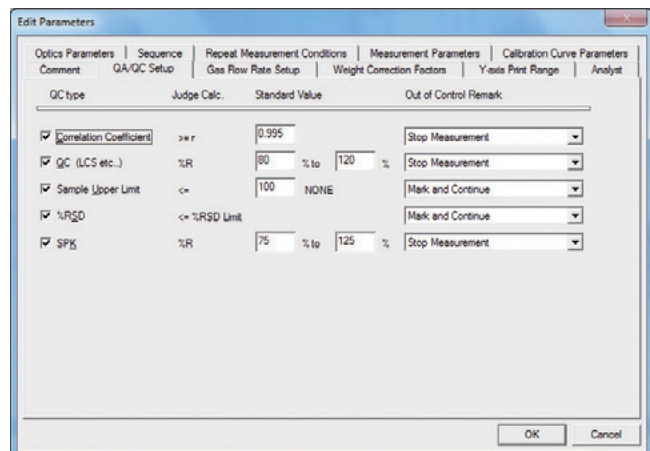 Edit Parameters
Optics Parameters Sequence Repeat Measurement Conditions Measurement Parameters Calibration Curve Parameters
Comment QA/QC Setup Gas Flow Rate Setup Weight Correction Factors Y-axis Print Range Analyst
QC type Judge Calc. Standard Value Out of Control Remark
Correlation Coefficient >=r 0.995 Stop Measurement
QC (LCS etc..) %R 80 % to 120 % Stop Measurement
Sample Upper Limit <= 100 NONE Mark and Continue
%RSD <= %RSD Limit Mark and Continue
SPK %R 75 % to 125 % Stop Measurement
OK Cancel